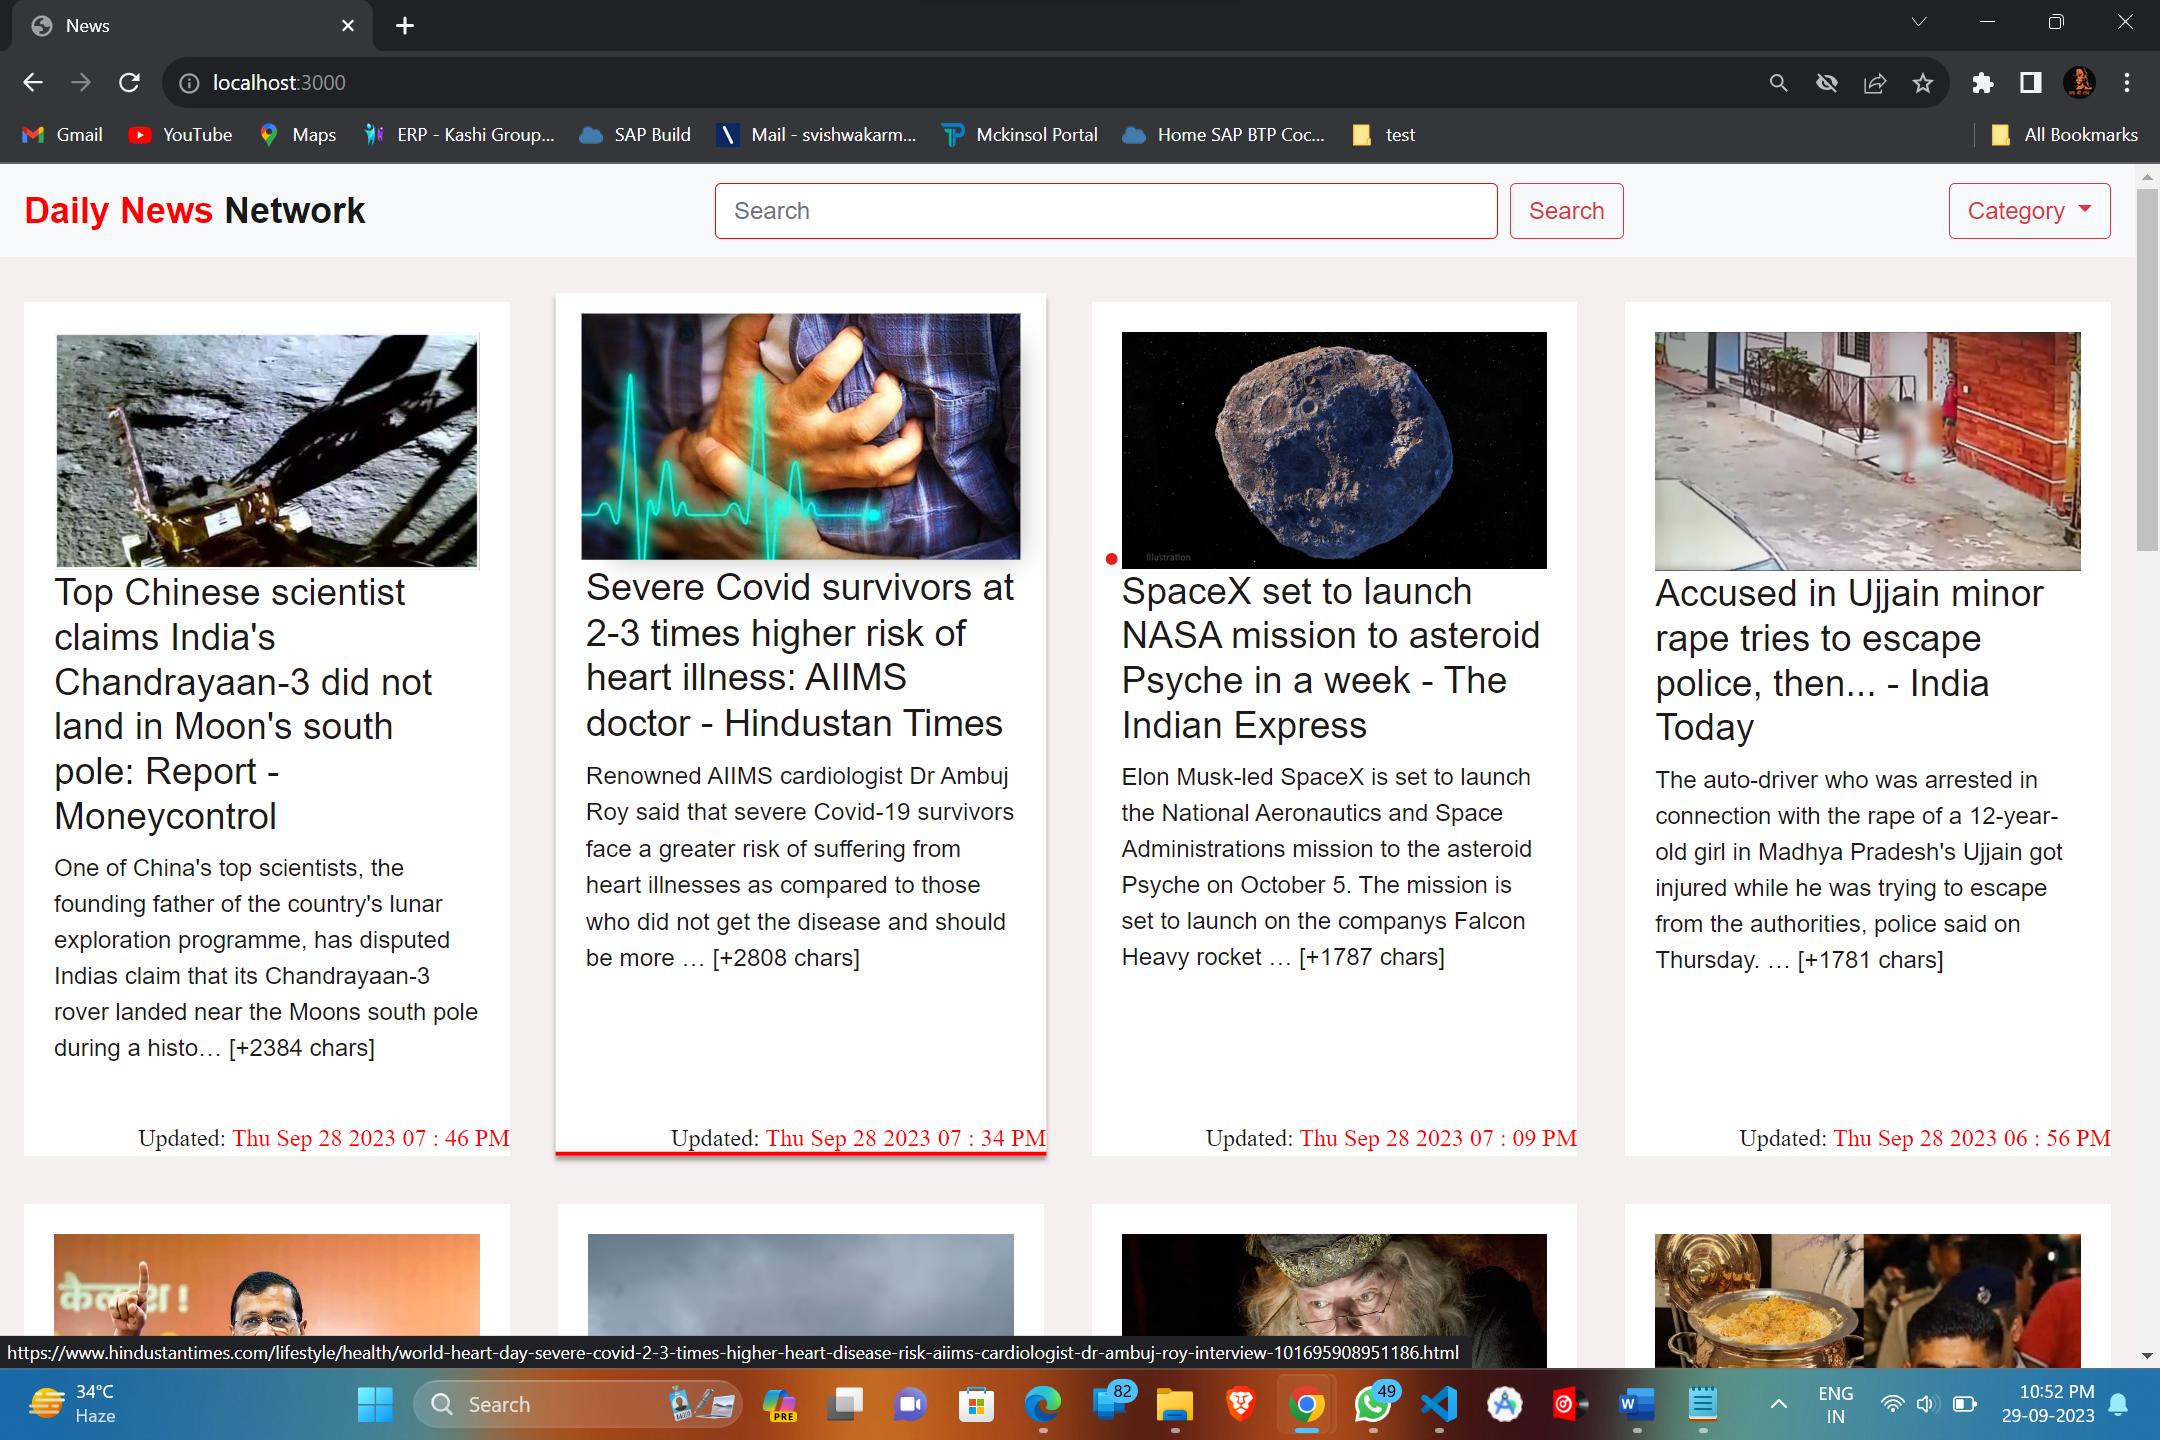 News
localhost:3000
Gmail
YouTube
Maps
ERP - Kashi Group...
SAP Build
Mail - svishwakarm...
Mckinsol Portal
Home SAP BTP Coc...
test
All Bookmarks
Daily News Network
Search
Search
Category
Top Chinese scientist
claims India's
Chandrayaan-3 did not
land in Moon's south
pole: Report -
Moneycontrol
One of China's top scientists, the
founding father of the country's lunar
exploration programme, has disputed
Indias claim that its Chandrayaan-3
rover landed near the Moons south pole
during a histo… [+2384 chars]
Updated: Thu Sep 28 2023 07 : 46 PM
Severe Covid survivors at
2-3 times higher risk of
heart illness: AIIMS
doctor - Hindustan Times
Renowned AIIMS cardiologist Dr Ambuj
Roy said that severe Covid-19 survivors
face a greater risk of suffering from
heart illnesses as compared to those
who did not get the disease and should
be more … [+2808 chars]
Updated: Thu Sep 28 2023 07 : 34 PM
Illustration
SpaceX set to launch
NASA mission to asteroid
Psyche in a week - The
Indian Express
Elon Musk-led SpaceX is set to launch
the National Aeronautics and Space
Administrations mission to the asteroid
Psyche on October 5. The mission is
set to launch on the companys Falcon
Heavy rocket … [+1787 chars]
Updated: Thu Sep 28 2023 07 : 09 PM
Accused in Ujjain minor
rape tries to escape
police, then... - India
Today
The auto-driver who was arrested in
connection with the rape of a 12-year-
old girl in Madhya Pradesh's Ujjain got
injured while he was trying to escape
from the authorities, police said on
Thursday. … [+1781 chars]
Updated: Thu Sep 28 2023 06 : 56 PM
https://www.hindustantimes.com/lifestyle/health/world-heart-day-severe-covid-2-3-times-higher-heart-disease-risk-aiims-cardiologist-dr-ambuj-roy-interview-101695908951186.html
34°C
Haze
Search
PRE
82
49
ENG
IN
10:52 PM
29-09-2023